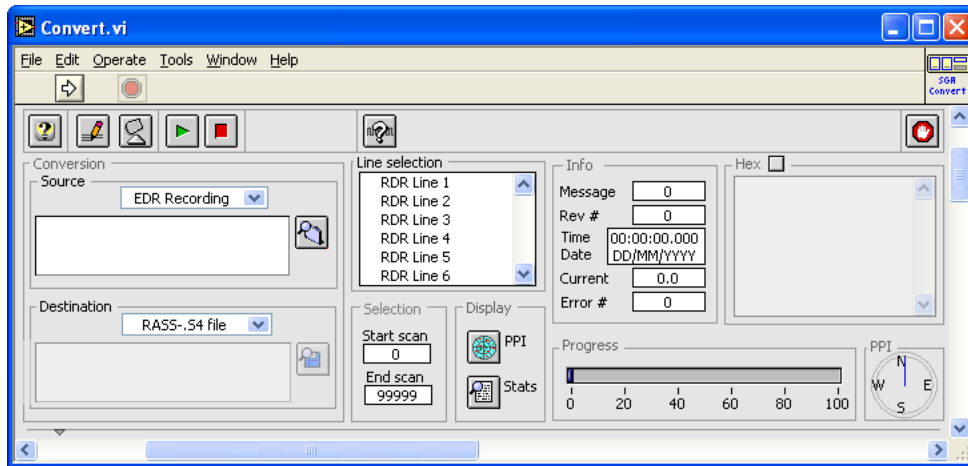 Convert.vi
File Edit Operate Tools Window Help
SGA
Convert
Conversion
Source
EDR Recording
Destination
RASS-.S4 file
Line selection
RDR Line 1
RDR Line 2
RDR Line 3
RDR Line 4
RDR Line 5
RDR Line 6
Selection
Start scan
0
End scan
99999
Display
PPI
Stats
Info
Message 0
Rev # 0
Time 00:00:00.000
Date DD/MM/YYYY
Current 0.0
Error # 0
Hex
Progress
0 20 40 60 80 100
PPI
N
W E
S